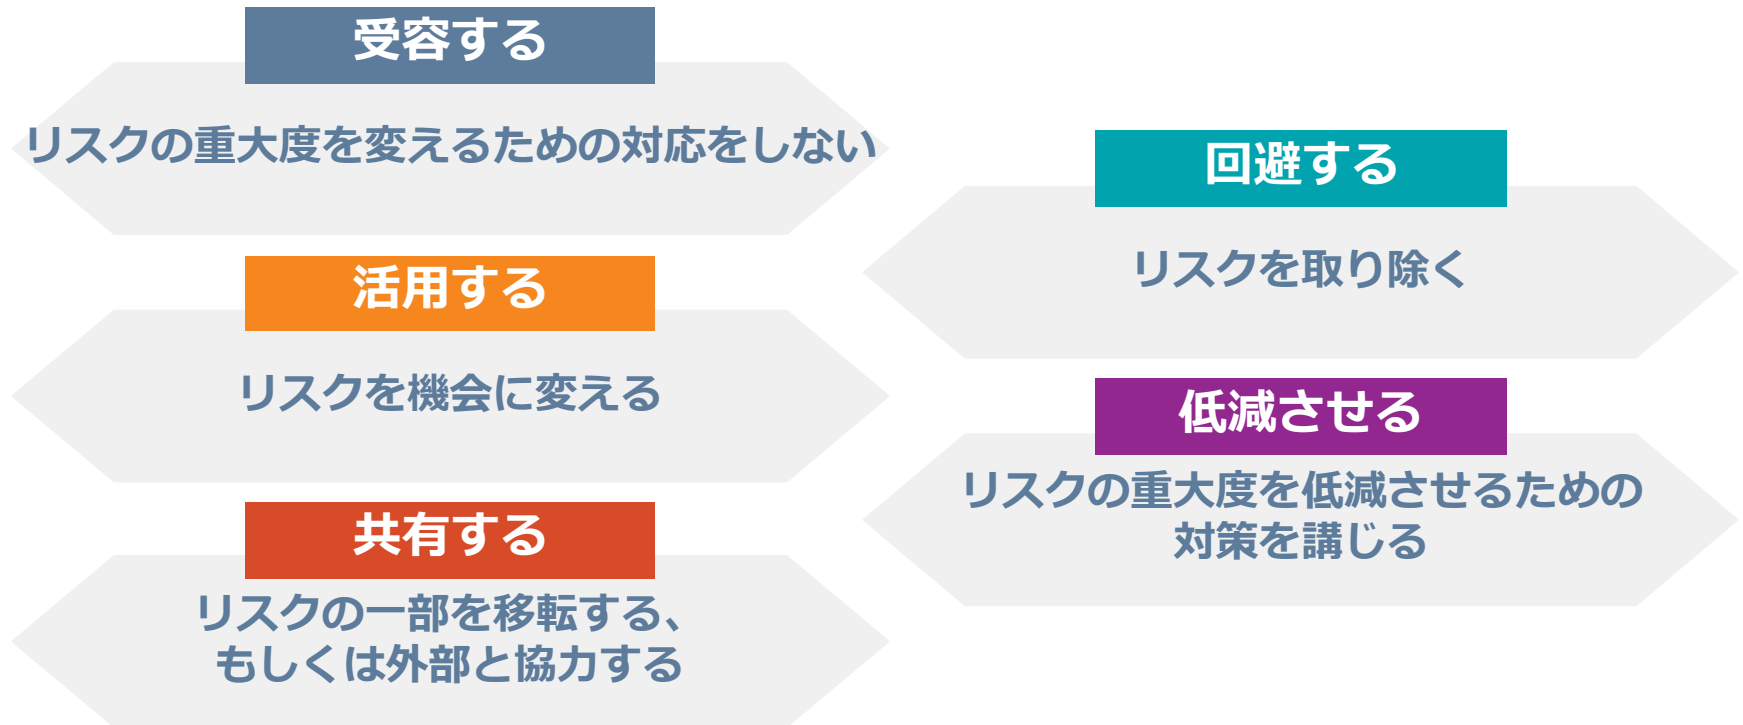 受容する
リスクの重大度を変えるための対応をしない
回避する
リスクを取り除く
活用する
リスクを機会に変える
低減させる
リスクの重大度を低減させるための
対策を講じる
共有する
リスクの一部を移転する、
もしくは外部と協力する